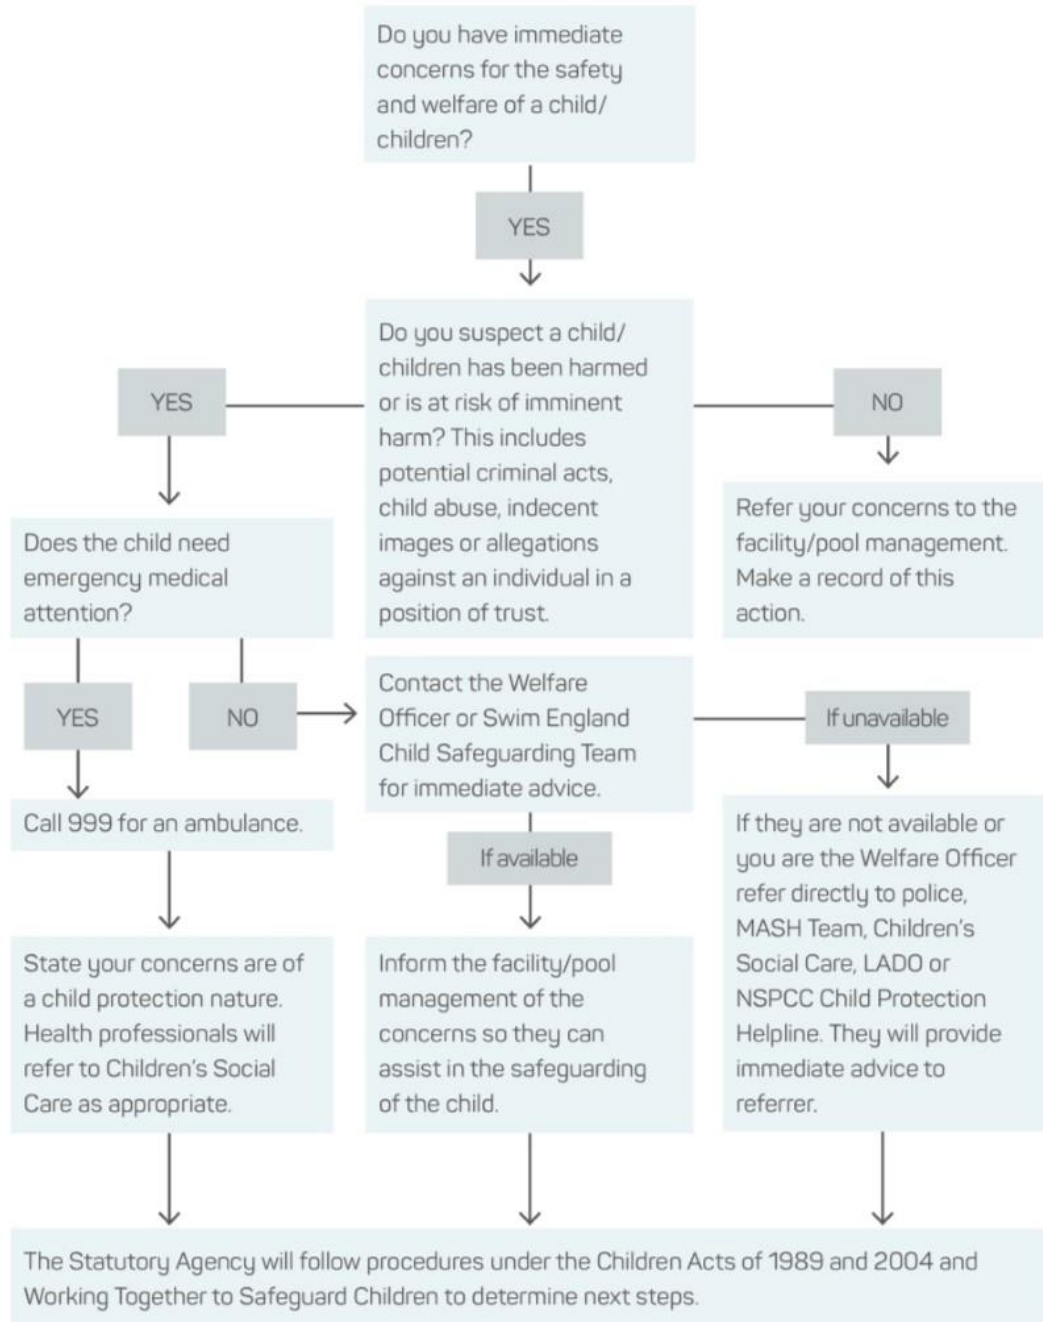 Do you have immediate
concerns for the safety
and welfare of a child/
children?
YES
Do you suspect a child/
children has been harmed
or is at risk of imminent
harm? This includes
potential criminal acts,
child abuse, indecent
images or allegations
against an individual in a
position of trust.
YES
NO
Does the child need
emergency medical
attention?
Refer your concerns to the
facility/pool management.
Make a record of this
action.
YES
NO
Contact the Welfare
Officer or Swim England
Child Safeguarding Team
for immediate advice.
If unavailable
Call 999 for an ambulance.
If available
If they are not available or
you are the Welfare Officer
refer directly to police,
MASH Team, Children's
Social Care, LADO or
NSPCC Child Protection
Helpline. They will provide
immediate advice to
referrer.
State your concerns are of
a child protection nature.
Health professionals will
refer to Children's Social
Care as appropriate.
Inform the facility/pool
management of the
concerns so they can
assist in the safeguarding
of the child.
The Statutory Agency will follow procedures under the Children Acts of 1989 and 2004 and
Working Together to Safeguard Children to determine next steps.